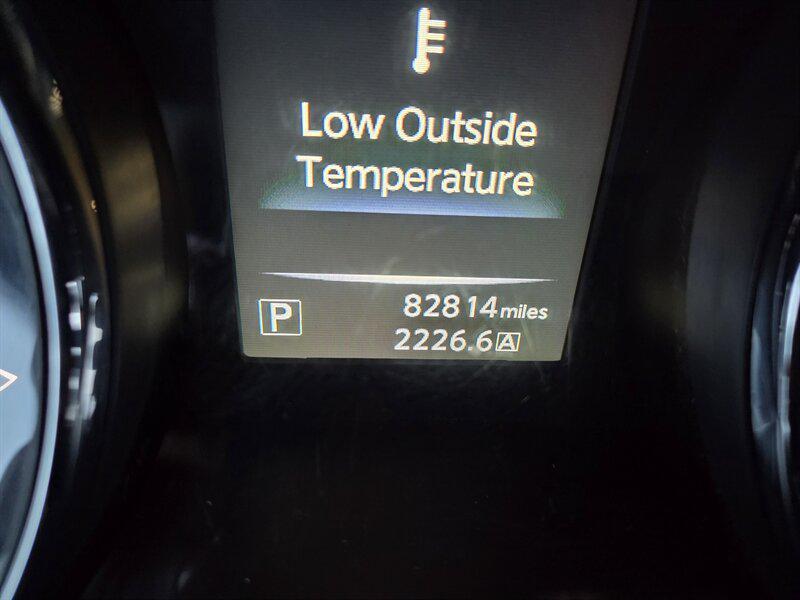 Low Outside
Temperature
P
82814 miles
2226.6 A